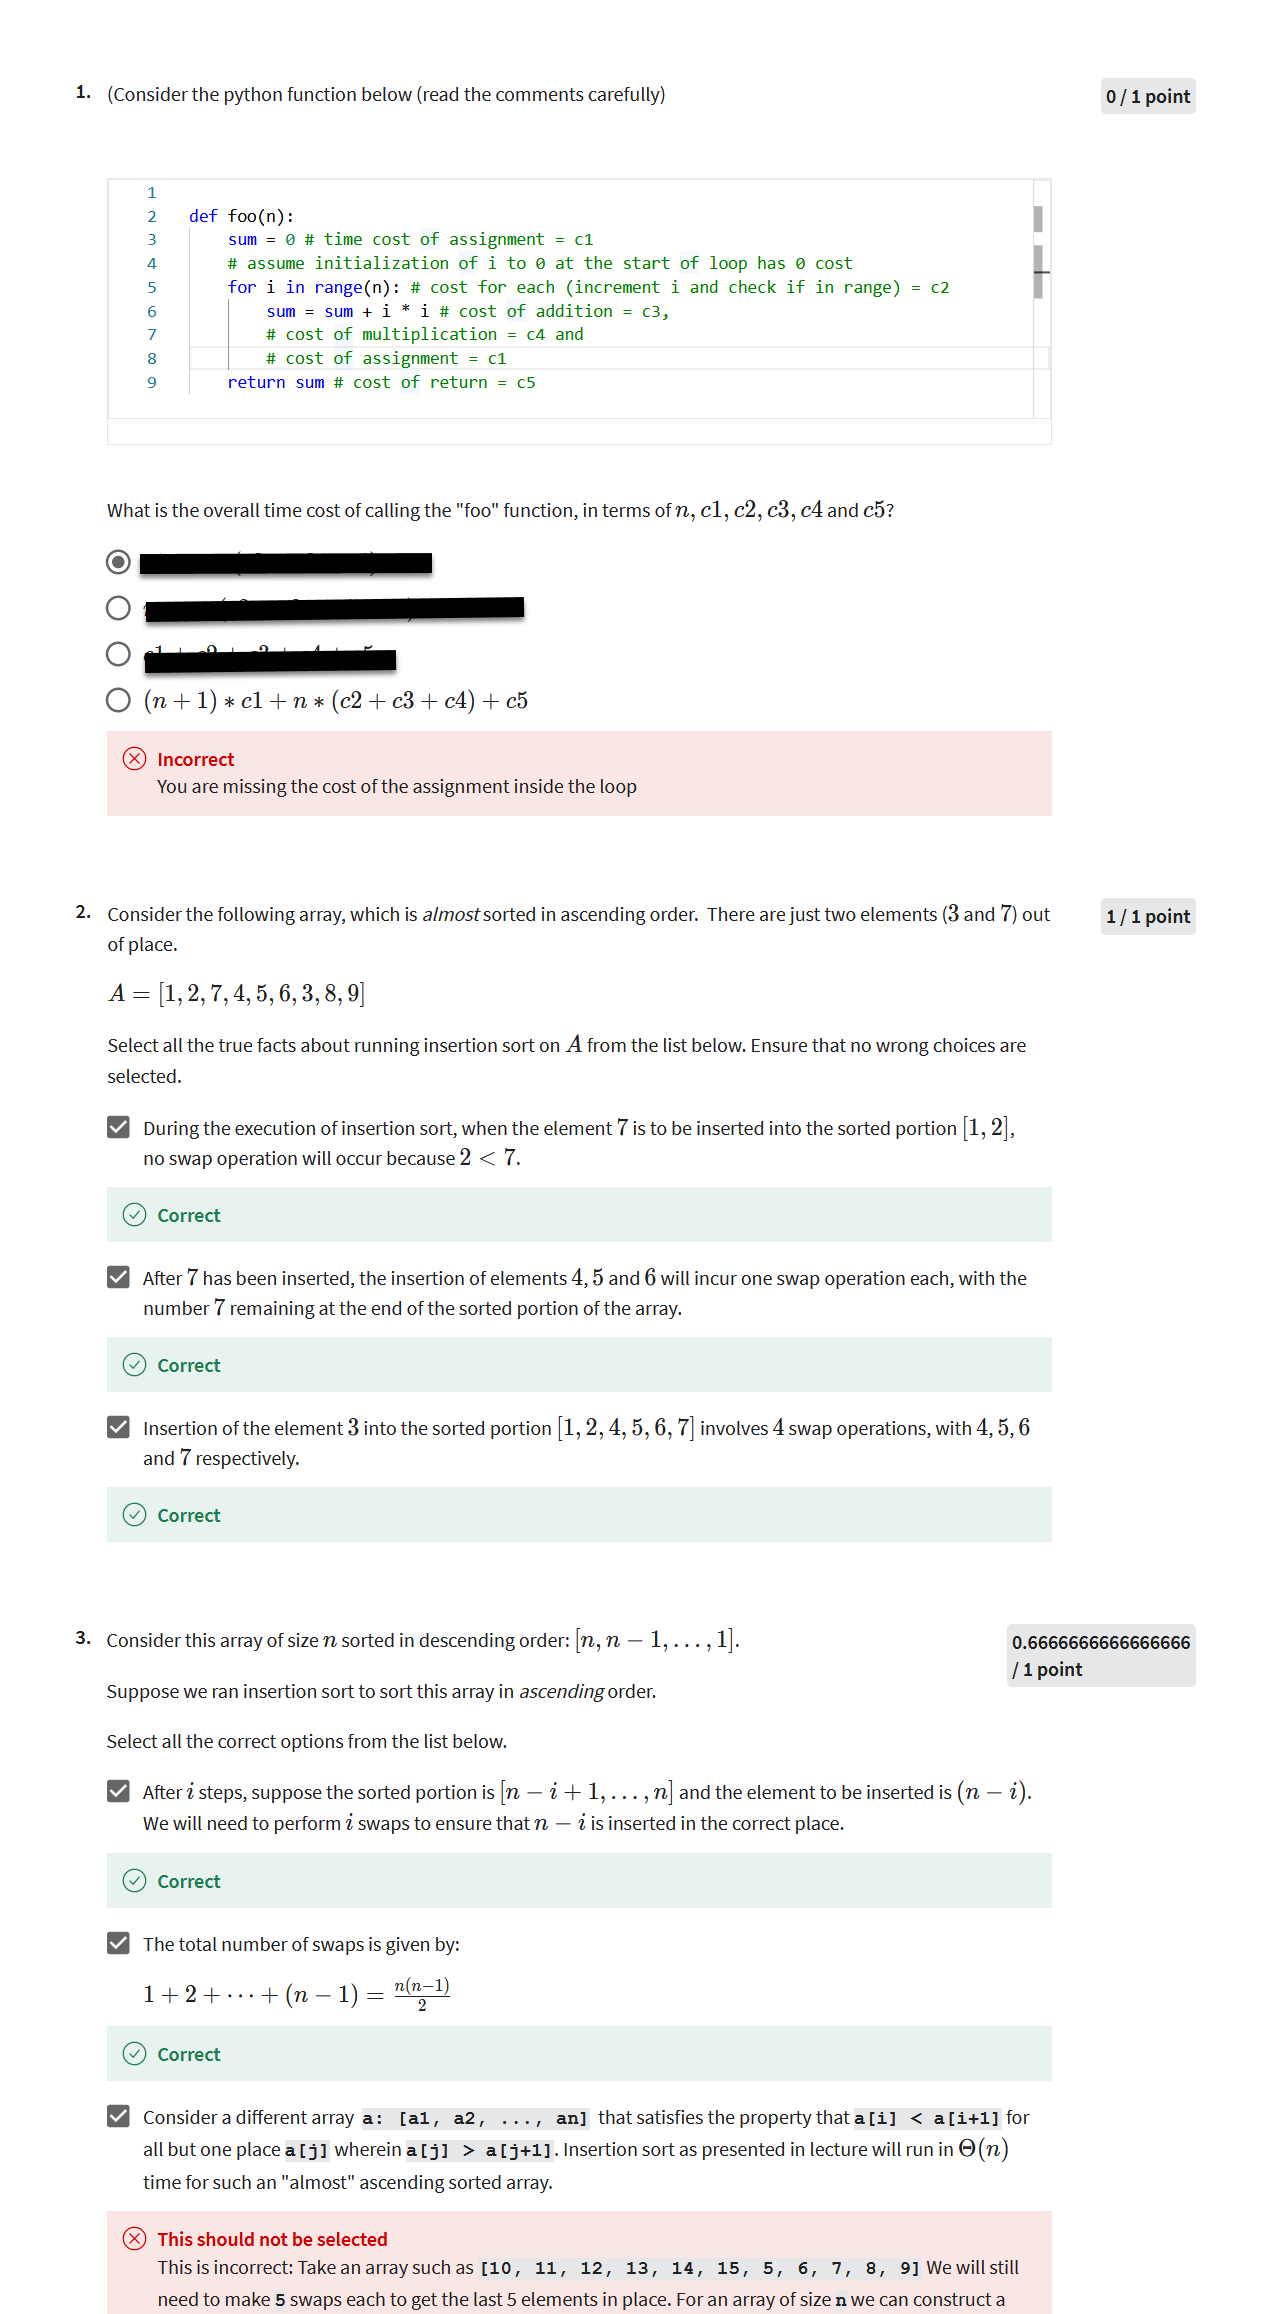 1. (Consider the python function below (read the comments carefully)
0 / 1 point
1
2 def foo(n):
3 sum = 0 # time cost of assignment = c1
4 # assume initialization of i to 0 at the start of loop has 0 cost
5 for i in range(n): # cost for each (increment i and check if in range) = c2
6 sum = sum + i * i # cost of addition = c3,
7 # cost of multiplication = c4 and
8 # cost of assignment = c1
9 return sum # cost of return = c5
What is the overall time cost of calling the "foo" function, in terms of n, c1, c2, c3, c4 and c5?
(n + 1) ∗ c1 + n ∗ (c2 + c3 + c4) + c5
Incorrect
You are missing the cost of the assignment inside the loop
2. Consider the following array, which is almost sorted in ascending order. There are just two elements (3 and 7) out
of place.
1 / 1 point
A = [1, 2, 7, 4, 5, 6, 3, 8, 9]
Select all the true facts about running insertion sort on A from the list below. Ensure that no wrong choices are
selected.
During the execution of insertion sort, when the element 7 is to be inserted into the sorted portion [1, 2],
no swap operation will occur because 2 < 7.
Correct
After 7 has been inserted, the insertion of elements 4, 5 and 6 will incur one swap operation each, with the
number 7 remaining at the end of the sorted portion of the array.
Correct
Insertion of the element 3 into the sorted portion [1, 2, 4, 5, 6, 7] involves 4 swap operations, with 4, 5, 6
and 7 respectively.
Correct
3. Consider this array of size n sorted in descending order: [n, n − 1, . . . , 1].
0.6666666666666666
/ 1 point
Suppose we ran insertion sort to sort this array in ascending order.
Select all the correct options from the list below.
After i steps, suppose the sorted portion is [n − i + 1, . . . , n] and the element to be inserted is (n − i).
We will need to perform i swaps to ensure that n − i is inserted in the correct place.
Correct
The total number of swaps is given by:
1 + 2 + ⋯ + (n − 1) = n(n−1)/2
Correct
Consider a different array a: [a1, a2, ..., an] that satisfies the property that a[i] < a[i+1] for
all but one place a[j] wherein a[j] > a[j+1]. Insertion sort as presented in lecture will run in Θ(n)
time for such an "almost" ascending sorted array.
This should not be selected
This is incorrect: Take an array such as [10, 11, 12, 13, 14, 15, 5, 6, 7, 8, 9] We will still
need to make 5 swaps each to get the last 5 elements in place. For an array of size n we can construct a